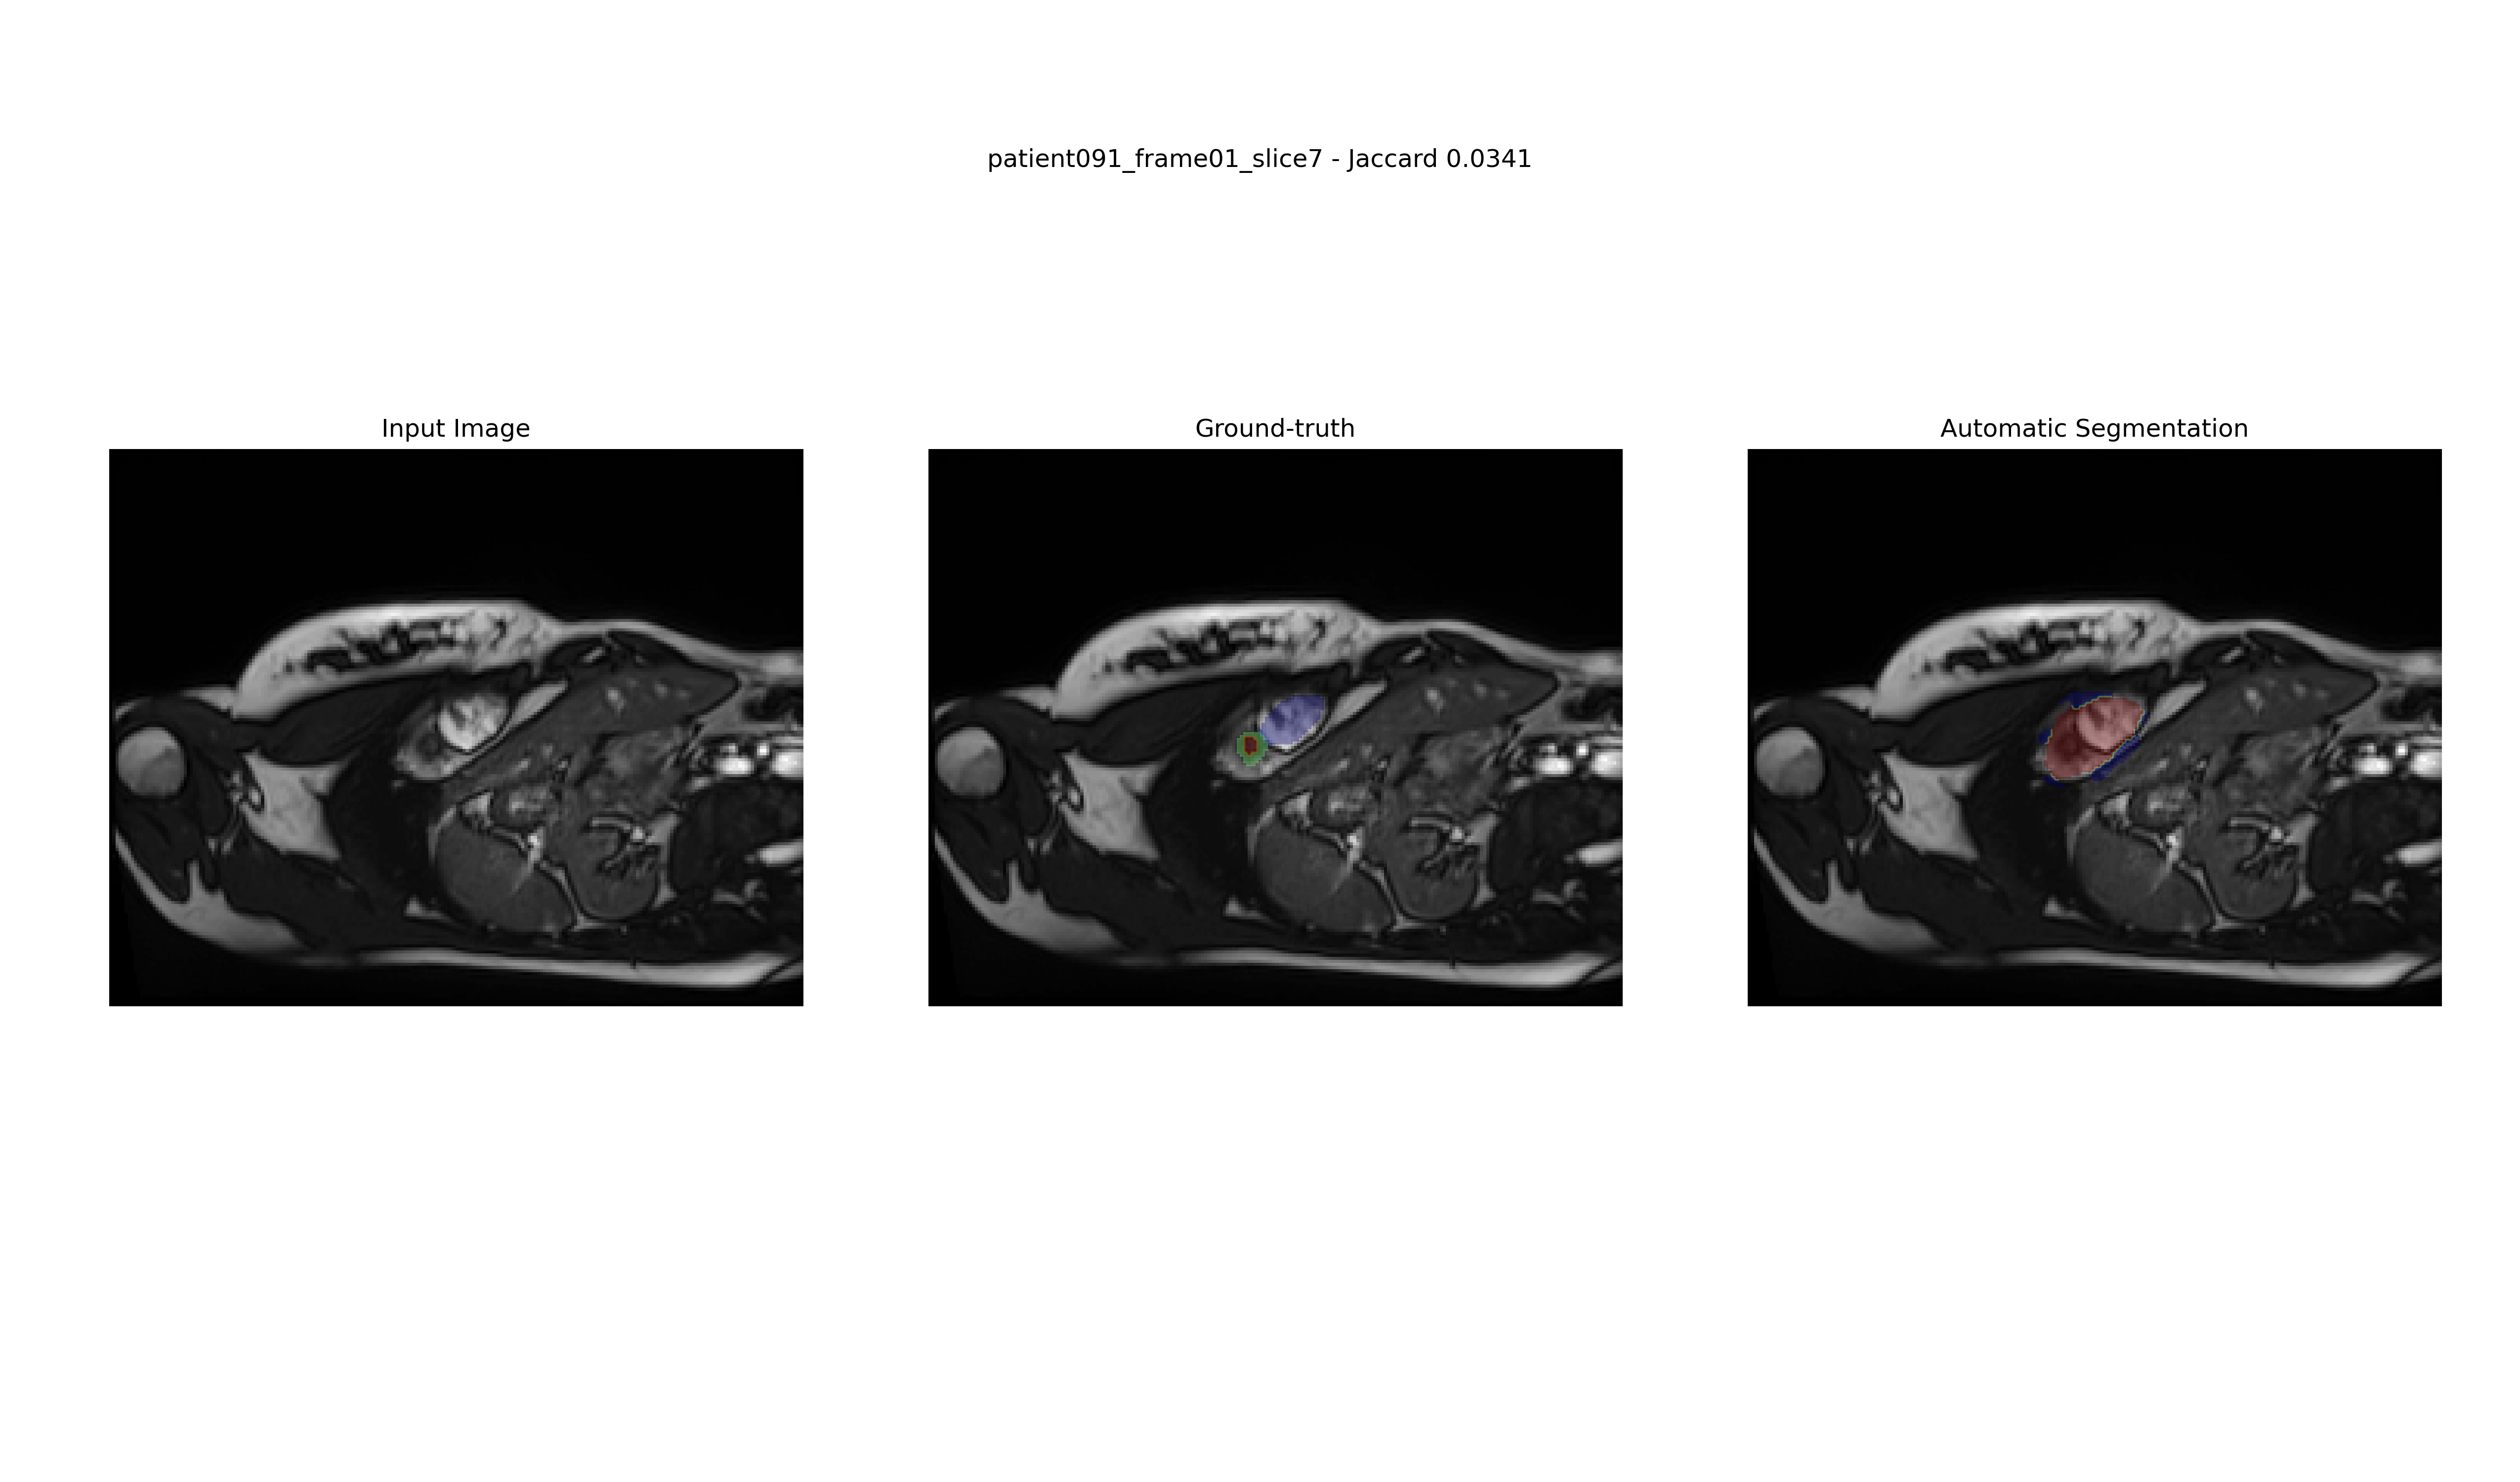 patient091_frame01_slice7 - Jaccard 0.0341
Input Image
Ground-truth
Automatic Segmentation